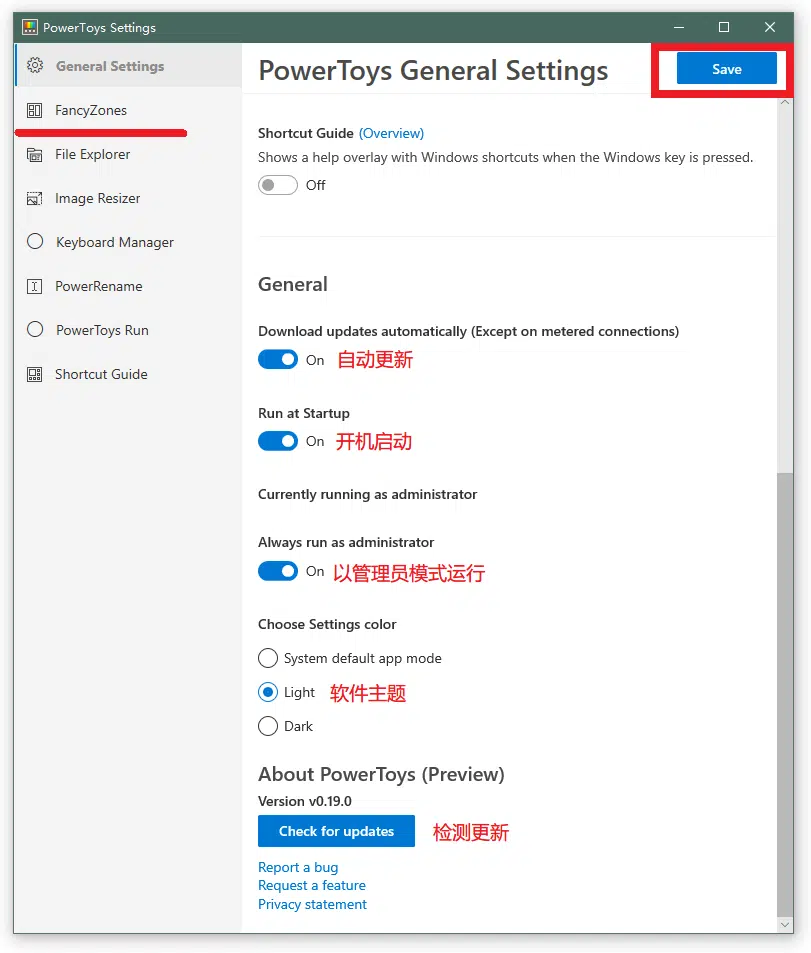 PowerToys Settings
General Settings
FancyZones
File Explorer
Image Resizer
Keyboard Manager
PowerRename
PowerToys Run
Shortcut Guide
PowerToys General Settings
Save
Shortcut Guide (Overview)
Shows a help overlay with Windows shortcuts when the Windows key is pressed.
Off
General
Download updates automatically (Except on metered connections)
On 自动更新
Run at Startup
On 开机启动
Currently running as administrator
Always run as administrator
On 以管理员模式运行
Choose Settings color
System default app mode
Light 软件主题
Dark
About PowerToys (Preview)
Version v0.19.0
Check for updates 检测更新
Report a bug
Request a feature
Privacy statement